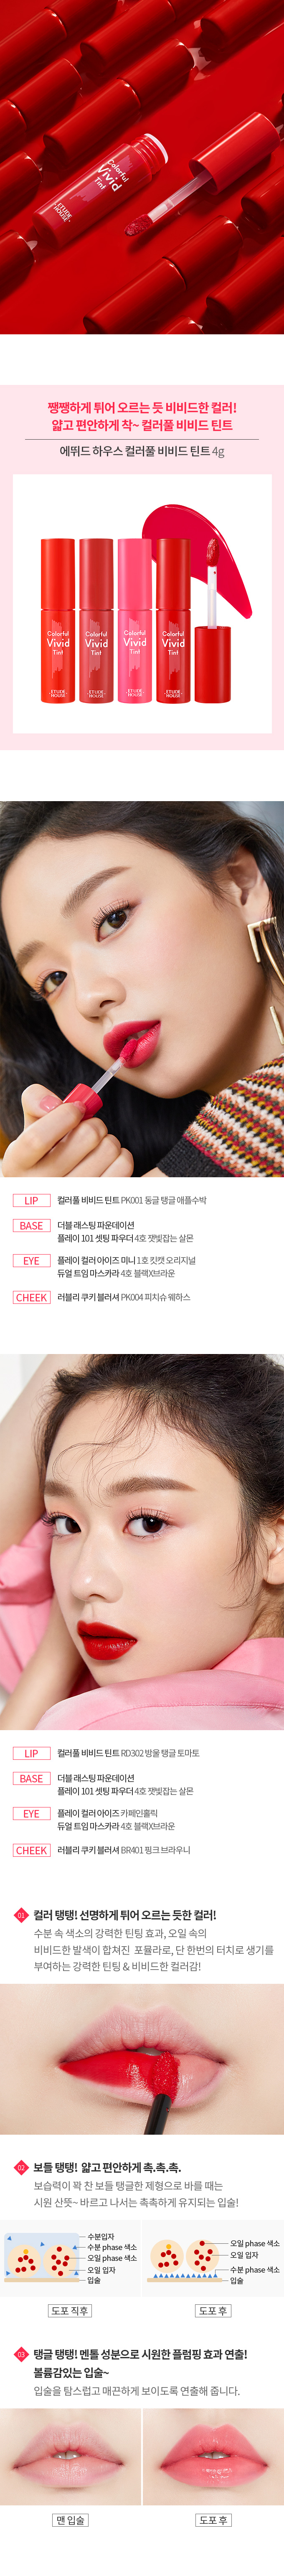 Colorful
Vivid
Tint
ETUDE
HOUSE
쨍쨍하게 튀어 오르는 듯 비비드한 컬러!
얇고 편안하게 착~ 컬러풀 비비드 틴트
에뛰드 하우스 컬러풀 비비드 틴트 4g
Colorful
Vivid
Tint
ETUDE
HOUSE
Colorful
Vivid
Tint
ETUDE
HOUSE
Colorful
Vivid
Tint
ETUDE
HOUSE
Colorful
Vivid
Tint
ETUDE
HOUSE
LIP 컬러풀 비비드 틴트 PK001 동글 탱글 애플수박
BASE 더블 래스팅 파운데이션
플레이 101 셋팅 파우더 4호 잿빛잡는 살몬
EYE 플레이 컬러 아이즈 미니 1호 킷캣 오리지널
듀얼 트임 마스카라 4호 블랙X브라운
CHEEK 러블리 쿠키 블러셔 PK004 피치슈 웨하스
LIP 컬러풀 비비드 틴트 RD302 방울 탱글 토마토
BASE 더블 래스팅 파운데이션
플레이 101 셋팅 파우더 4호 잿빛잡는 살몬
EYE 플레이 컬러 아이즈 카페인홀릭
듀얼 트임 마스카라 4호 블랙X브라운
CHEEK 러블리 쿠키 블러셔 BR401 핑크 브라우니
01 컬러 탱탱! 선명하게 튀어 오르는 듯한 컬러!
수분 속 색소의 강력한 틴팅 효과, 오일 속의
비비드한 발색이 합쳐진 포뮬라로, 단 한번의 터치로 생기를
부여하는 강력한 틴팅 & 비비드한 컬러감!
02 보들 탱탱! 얇고 편안하게 촉.촉.촉.
보습력이 꽉 찬 보들 탱글한 제형으로 바를 때는
시원 산뜻~ 바르고 나서는 촉촉하게 유지되는 입술!
수분입자
수분 phase 색소
오일 phase 색소
오일 입자
입술
오일 phase 색소
오일 입자
수분 phase 색소
입술
도포 직후
도포 후
03 탱글 탱탱! 멘톨 성분으로 시원한 플럼핑 효과 연출!
볼륨감있는 입술~
입술을 탐스럽고 매끈하게 보이도록 연출해 줍니다.
맨 입술
도포 후